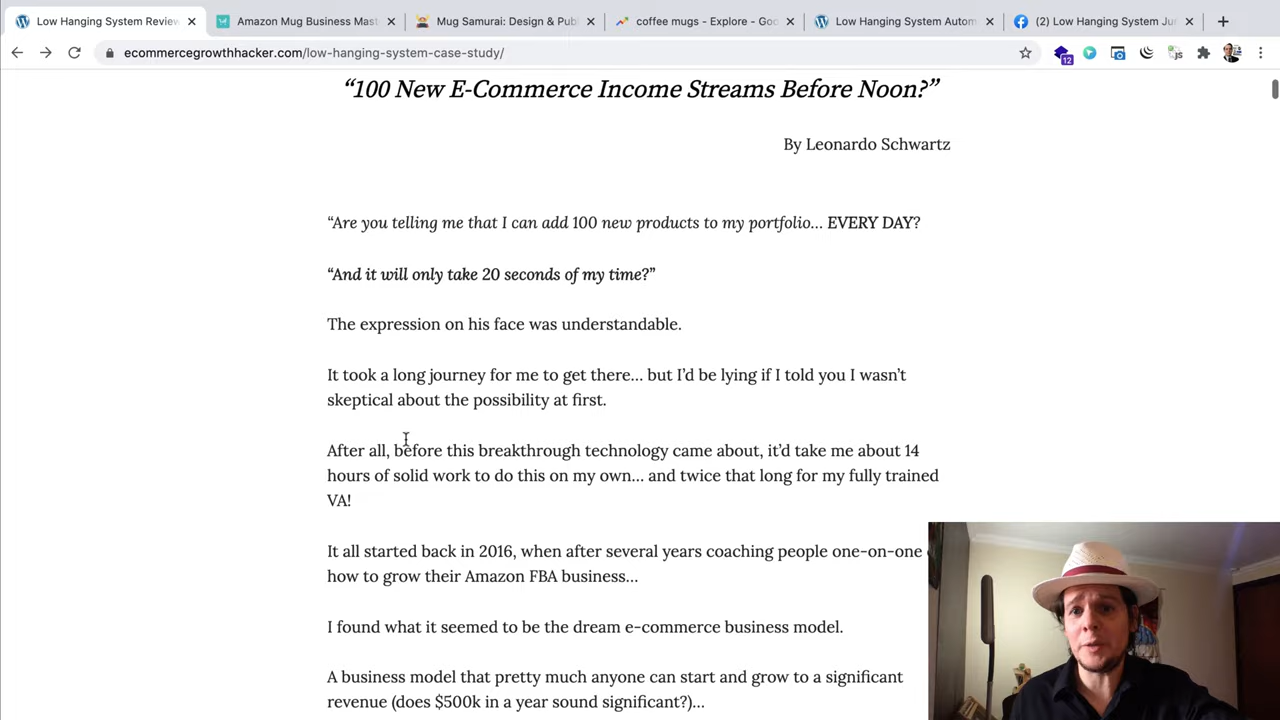 Low Hanging System Review
Amazon Mug Business Mast
Mug Samurai: Design & Publ
coffee mugs - Explore - Goo
Low Hanging System Autom
(2) Low Hanging System Jun
ecommercegrowthhacker.com/low-hanging-system-case-study/
12
“100 New E-Commerce Income Streams Before Noon?”
By Leonardo Schwartz
“Are you telling me that I can add 100 new products to my portfolio… EVERY DAY?
“And it will only take 20 seconds of my time?”
The expression on his face was understandable.
It took a long journey for me to get there… but I’d be lying if I told you I wasn’t
skeptical about the possibility at first.
After all, before this breakthrough technology came about, it’d take me about 14
hours of solid work to do this on my own… and twice that long for my fully trained
VA!
It all started back in 2016, when after several years coaching people one-on-one
how to grow their Amazon FBA business…
I found what it seemed to be the dream e-commerce business model.
A business model that pretty much anyone can start and grow to a significant
revenue (does $500k in a year sound significant?)…